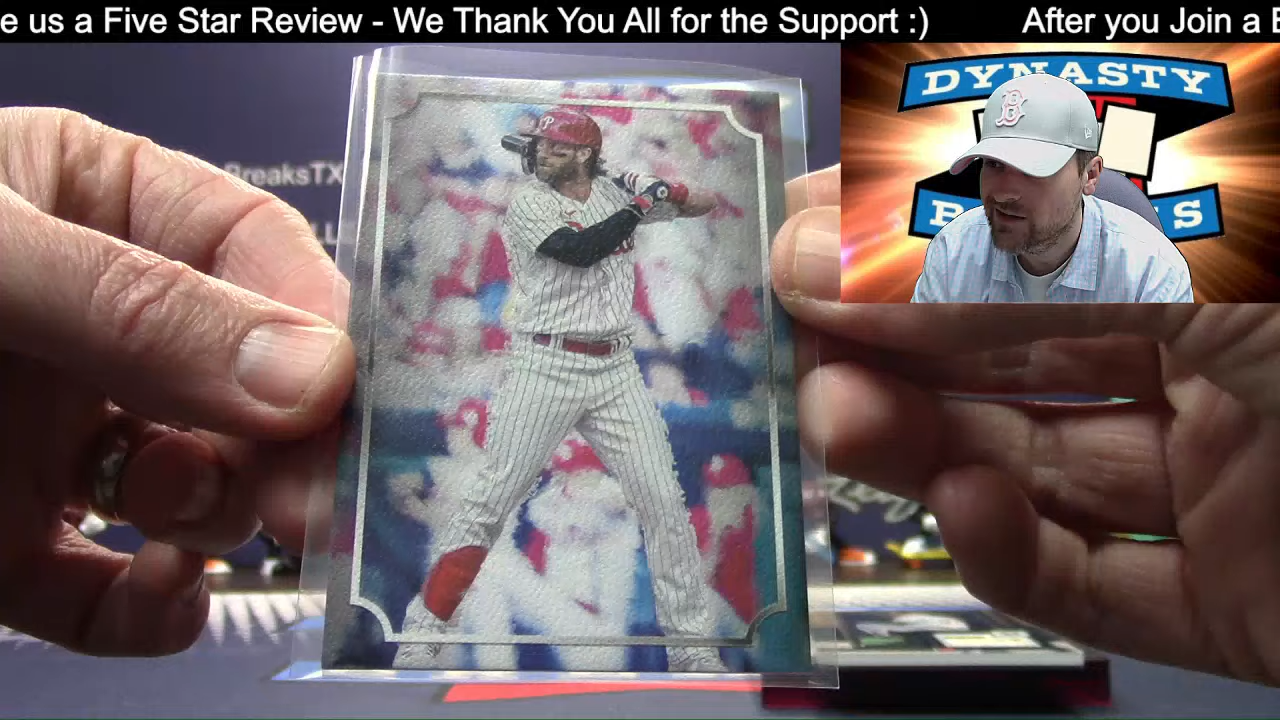 e us a Five Star Review - We Thank You All for the Support :)
After you Join a
DYNASTY
BreaksTX
B
P